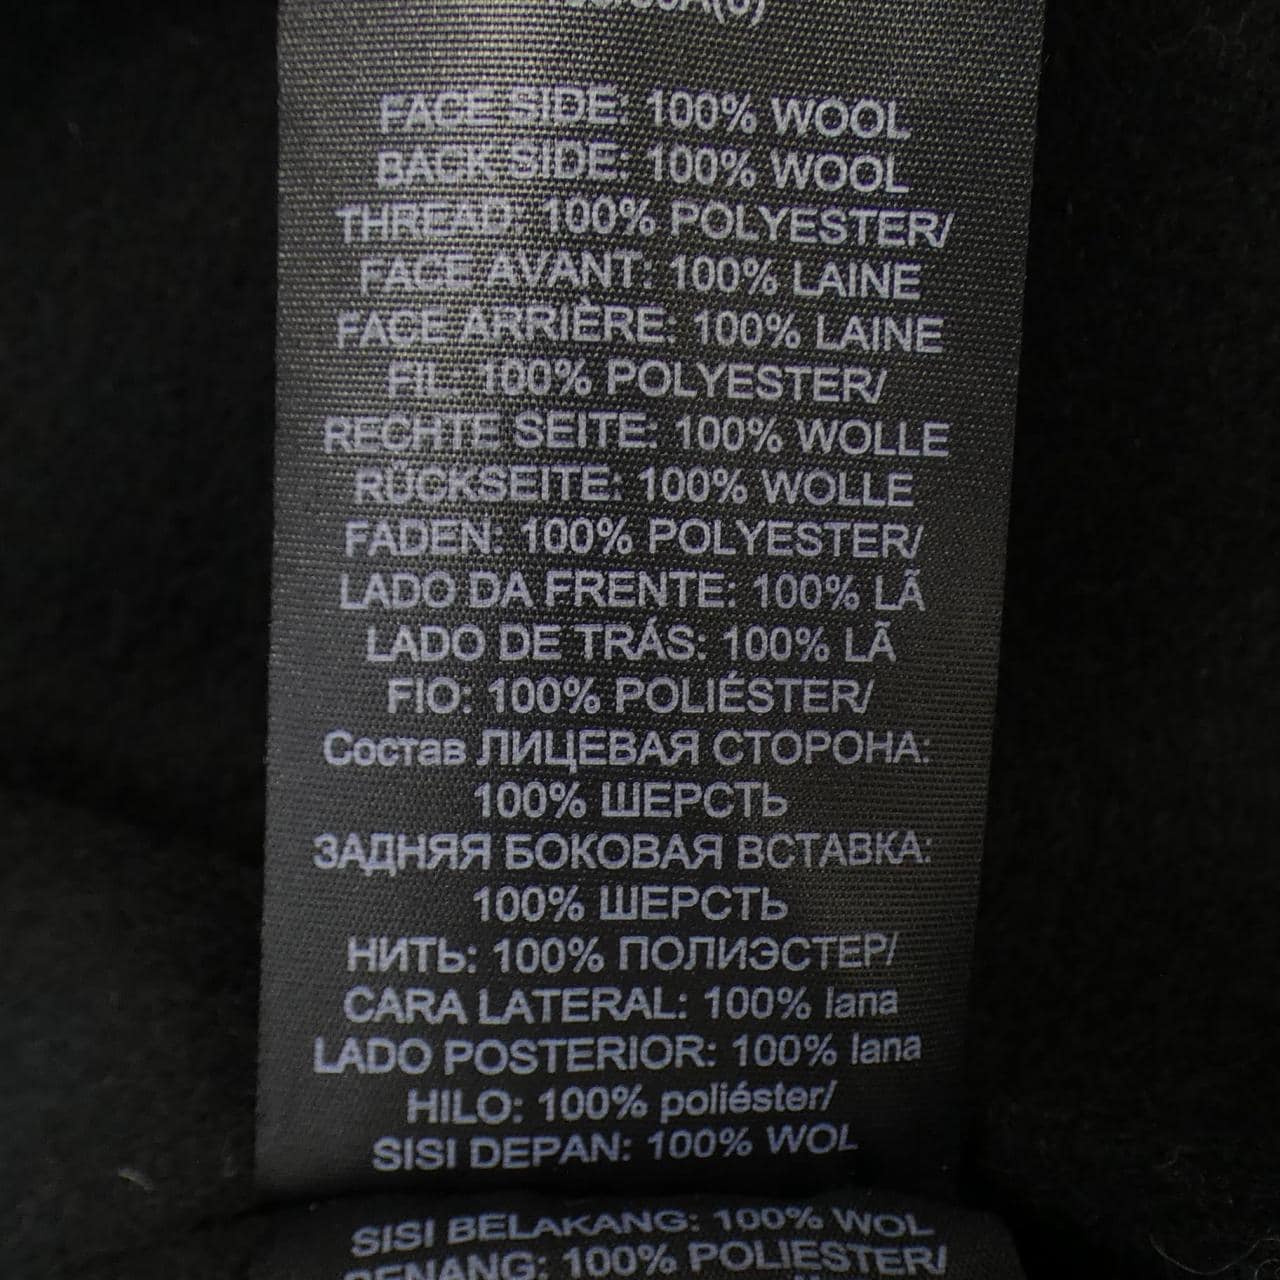 FACE SIDE: 100% WOOL
BACK SIDE: 100% WOOL
THREAD: 100% POLYESTER/
FACE AVANT: 100% LAINE
FACE ARRIÈRE: 100% LAINE
FIL: 100% POLYESTER/
RECHTE SEITE: 100% WOLLE
RÜCKSEITE: 100% WOLLE
FADEN: 100% POLYESTER/
LADO DA FRENTE: 100% LÃ
LADO DE TRÁS: 100% LÃ
FIO: 100% POLIÉSTER/
Состав ЛИЦЕВАЯ СТОРОНА:
100% ШЕРСТЬ
ЗАДНЯЯ БОКОВАЯ ВСТАВКА:
100% ШЕРСТЬ
НИТЬ: 100% ПОЛИЭСТЕР/
CARA LATERAL: 100% lana
LADO POSTERIOR: 100% lana
HILO: 100% poliéster/
SISI DEPAN: 100% WOL
SISI BELAKANG: 100% WOL
BENANG: 100% POLIESTER/